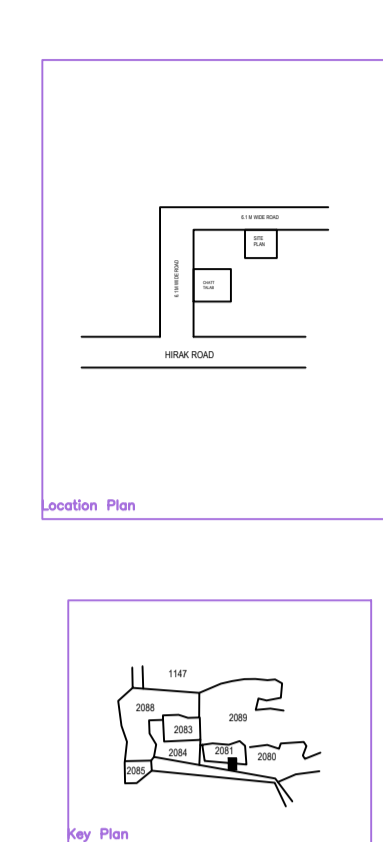 6.1 M WIDE ROAD
SITE
PLAN
6.1 M WIDE ROAD
CHATT
TALAB
HIRAK ROAD
Location Plan
1147
2088
2089
2083
2084
2081
2080
2085
Key Plan